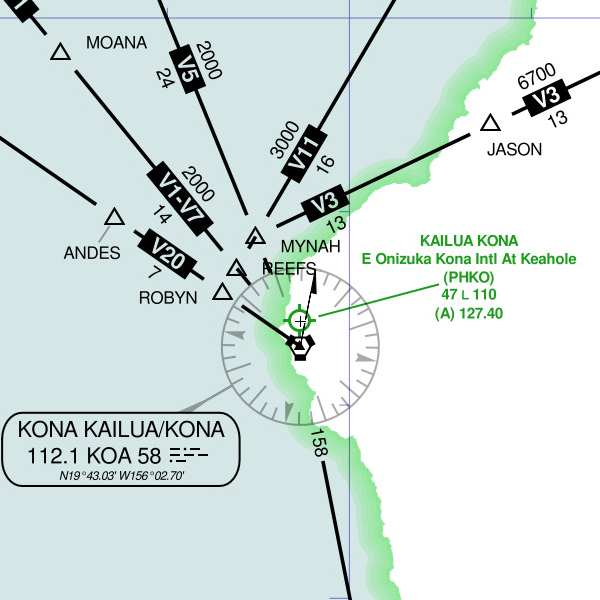 MOANA
V5
2000
24
6700
V3
13
JASON
3000
V11
16
V1-V7
2000
14
V3
13
ANDES
V20
7
MYNAH
REEFS
ROBYN
KAILUA KONA
E Onizuka Kona Intl At Keahole
(PHKO)
47 L 110
(A) 127.40
KONA KAILUA/KONA
112.1 KOA 58
N19°43.03' W156°02.70'
158